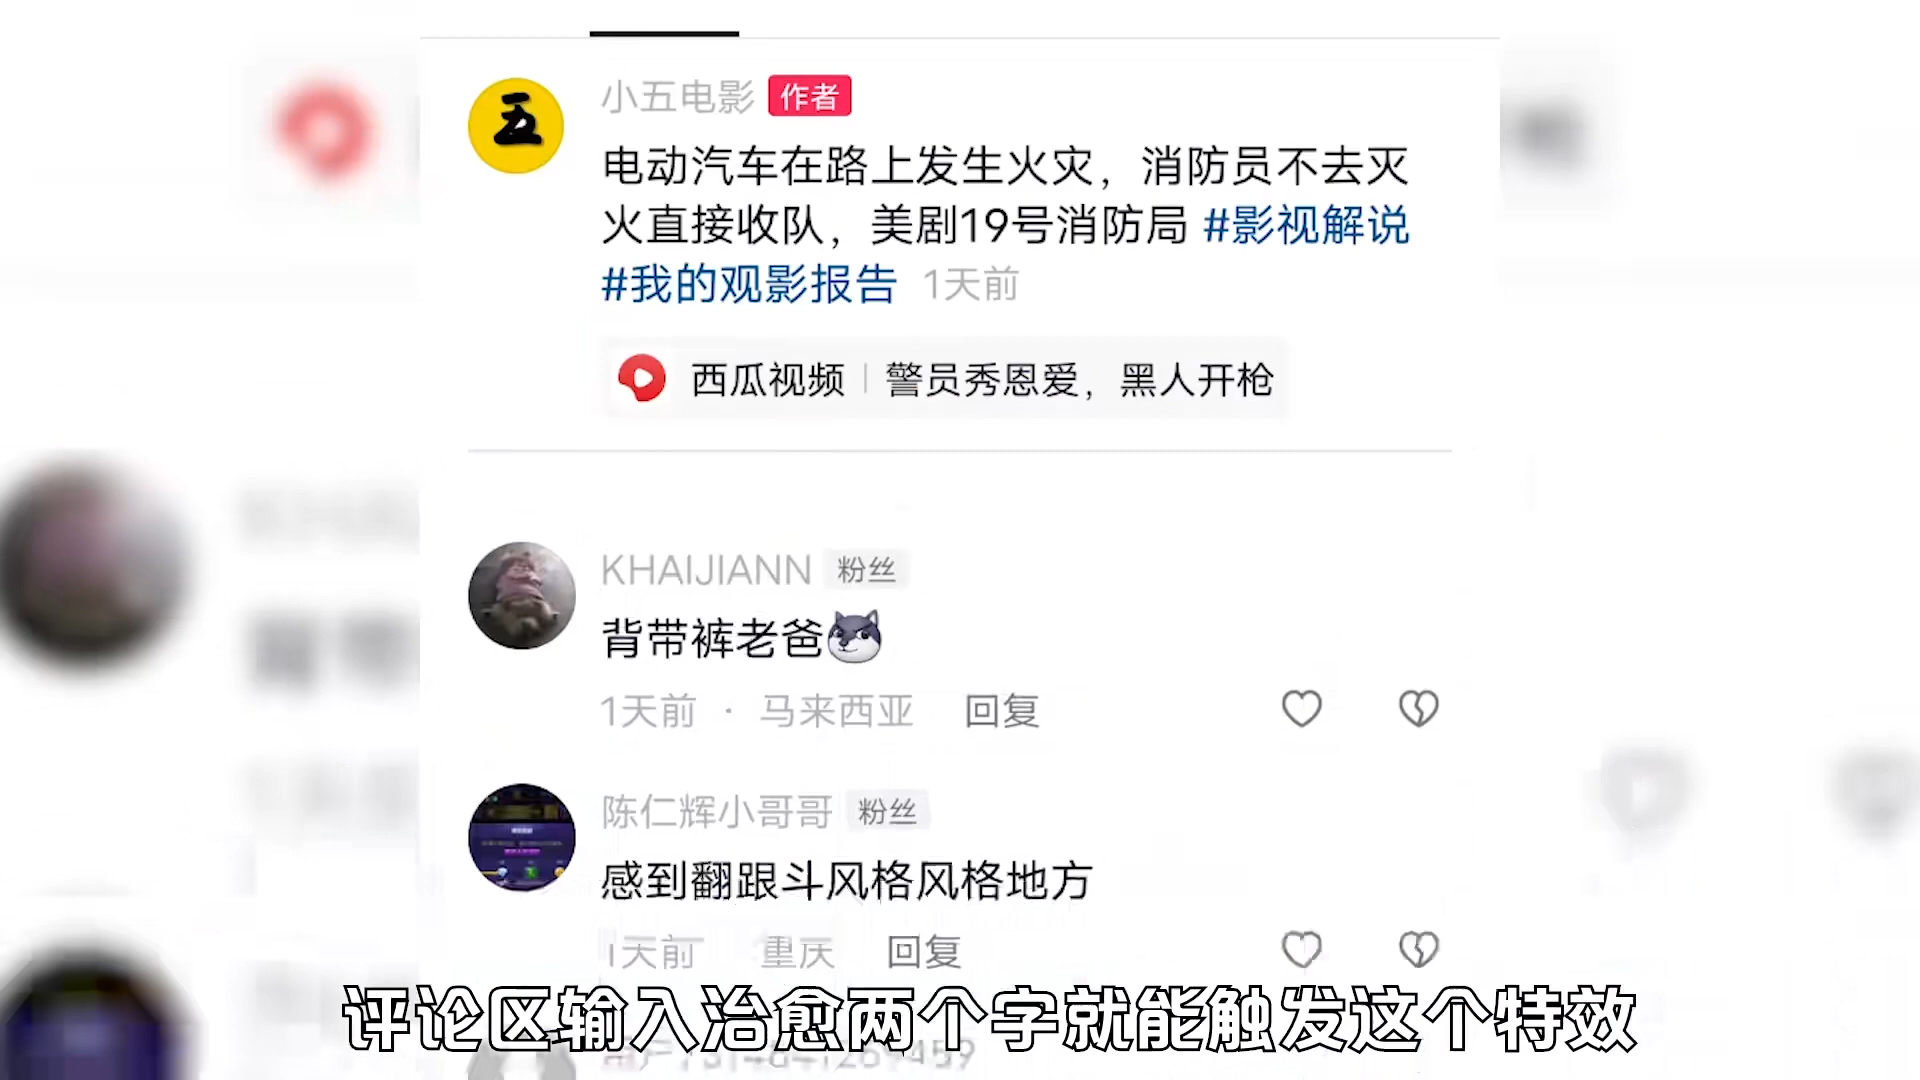 五
小五电影 作者
电动汽车在路上发生火灾，消防员不去灭
火直接收队，美剧19号消防局 #影视解说
#我的观影报告 1天前
西瓜视频 | 警员秀恩爱，黑人开枪
KHAIJIANN 粉丝
背带裤老爸
1天前 · 马来西亚 回复
陈仁辉小哥哥 粉丝
感到翻跟斗风格风格地方
1天前 重庆 回复
评论区输入治愈两个字就能触发这个特效